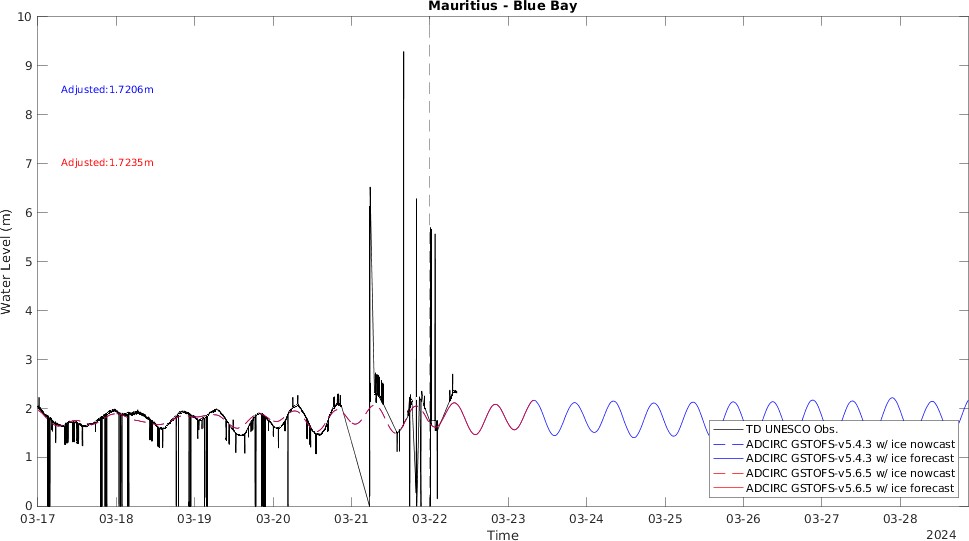 Mauritius - Blue Bay
10
9
8
7
6
5
4
3
2
1
0
Water Level (m)
Adjusted:1.7206m
Adjusted:1.7235m
TD UNESCO Obs.
ADCIRC GSTOFS-v5.4.3 w/ ice nowcast
ADCIRC GSTOFS-v5.4.3 w/ ice forecast
ADCIRC GSTOFS-v5.6.5 w/ ice nowcast
ADCIRC GSTOFS-v5.6.5 w/ ice forecast
03-17 03-18 03-19 03-20 03-21 03-22 03-23 03-24 03-25 03-26 03-27 03-28
Time
2024